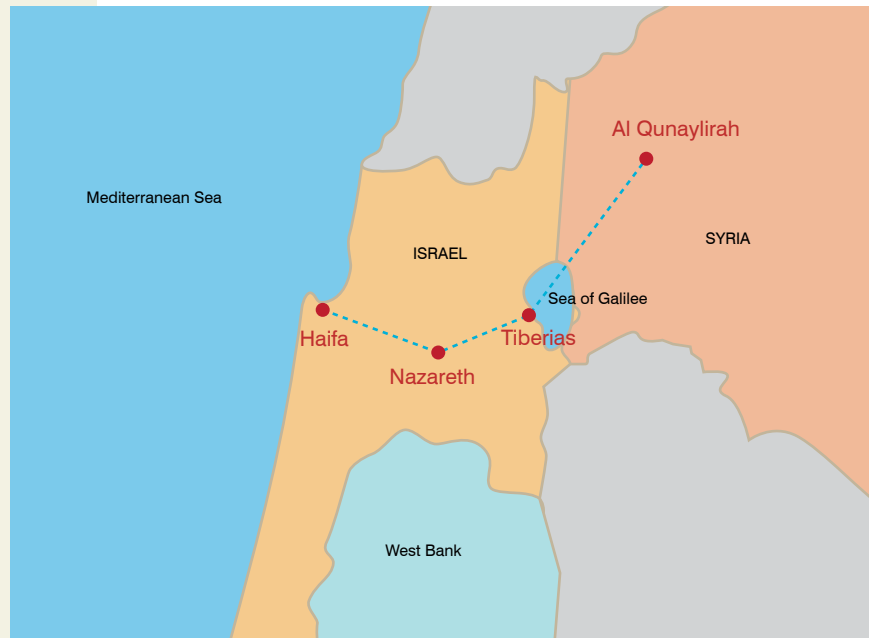 Al Qunaylirah
Mediterranean Sea
SYRIA
ISRAEL
Sea of Galilee
Haifa
Tiberias
Nazareth
West Bank